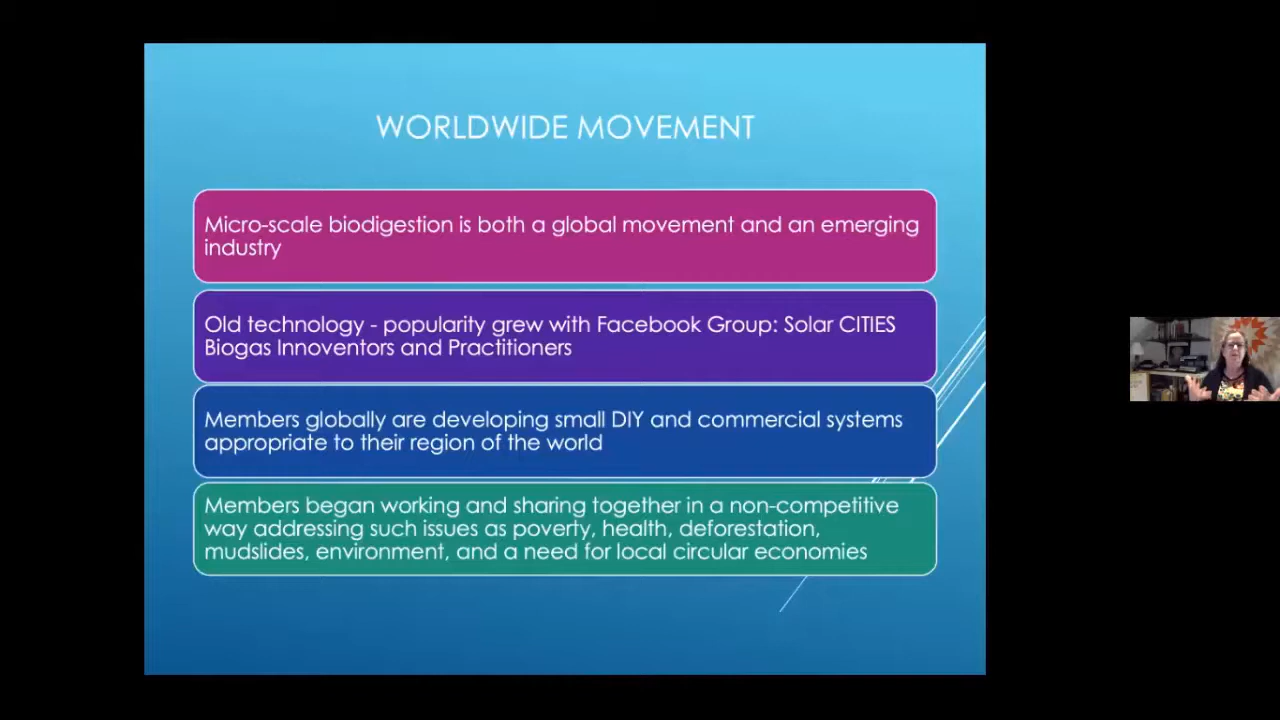 WORLDWIDE MOVEMENT
Micro-scale biodigestion is both a global movement and an emerging
industry
Old technology - popularity grew with Facebook Group: Solar CITIES
Biogas Innoventors and Practitioners
Members globally are developing small DIY and commercial systems
appropriate to their region of the world
Members began working and sharing together in a non-competitive
way addressing such issues as poverty, health, deforestation,
mudslides, environment, and a need for local circular economies